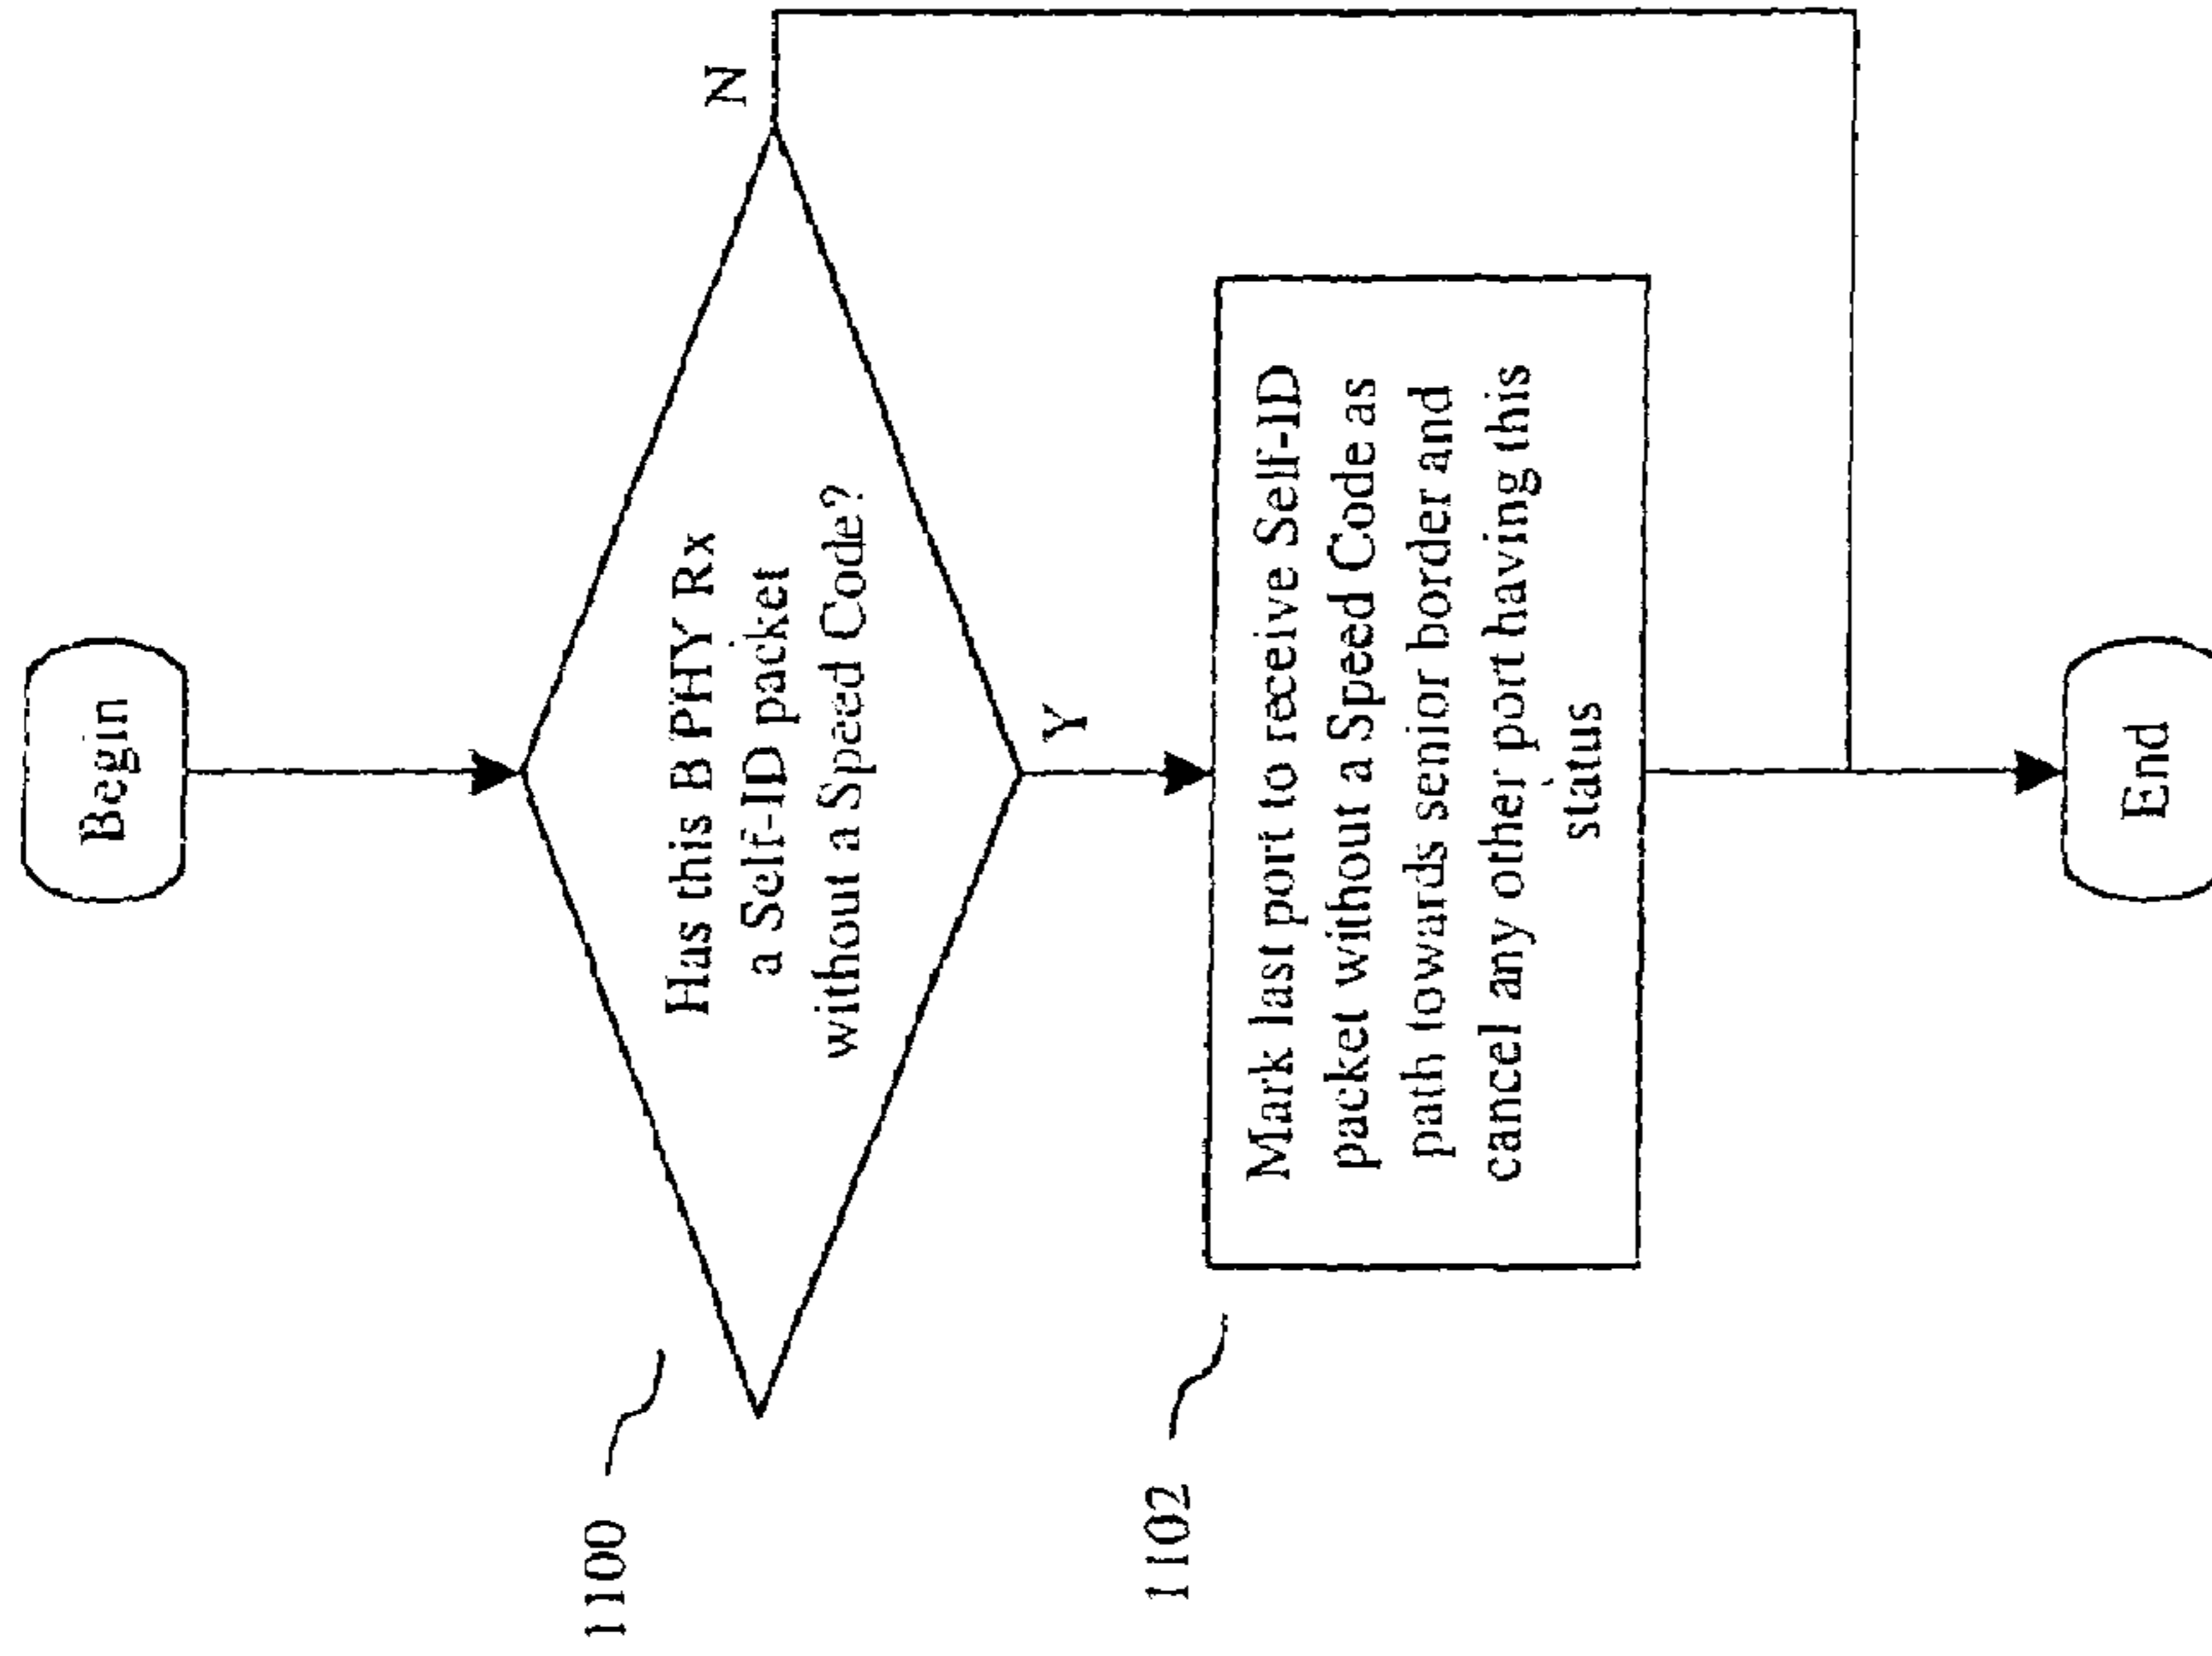 Begin
1100
Has this B PHY Rx
a Self-ID packet
without a Speed Code?
N
Y
1102
Mark last port to receive Self-ID
packet without a Speed Code as
path towards senior border and
cancel any other port having this
status
End